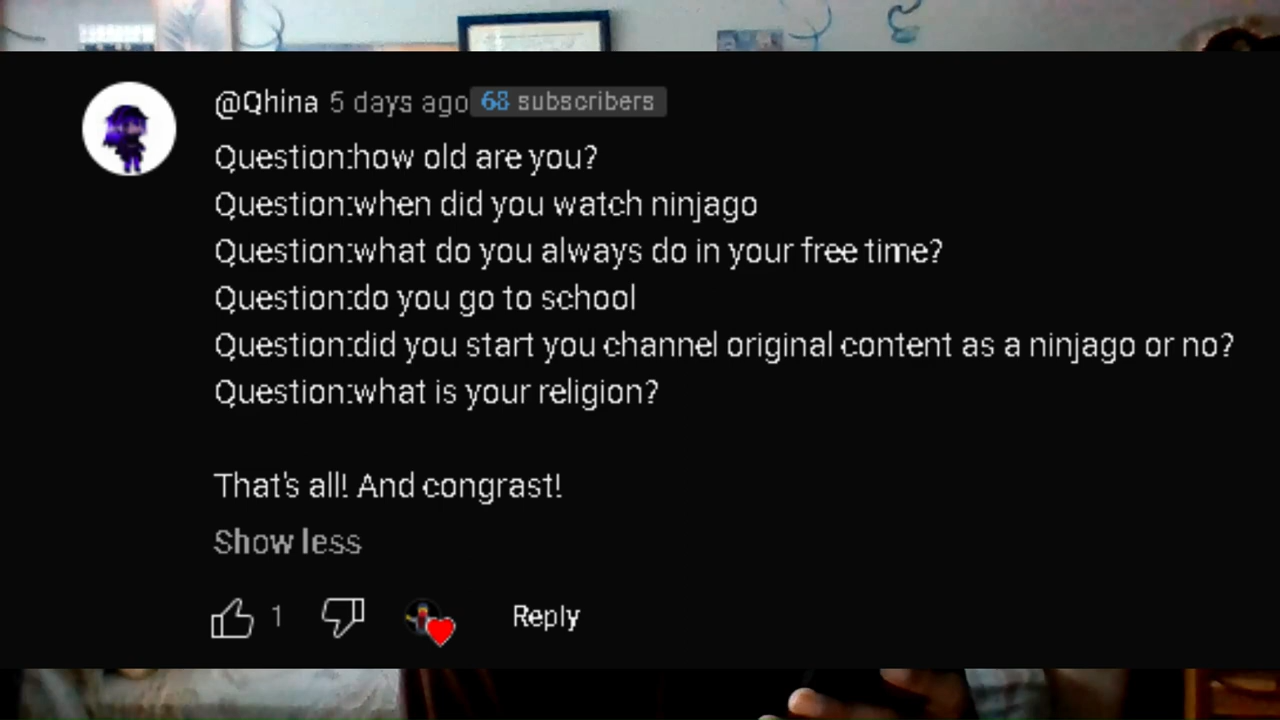 @Qhina 5 days ago 68 subscribers
Question:how old are you?
Question:when did you watch ninjago
Question:what do you always do in your free time?
Question:do you go to school
Question:did you start you channel original content as a ninjago or no?
Question:what is your religion?
That's all! And congrast!
Show less
1 Reply